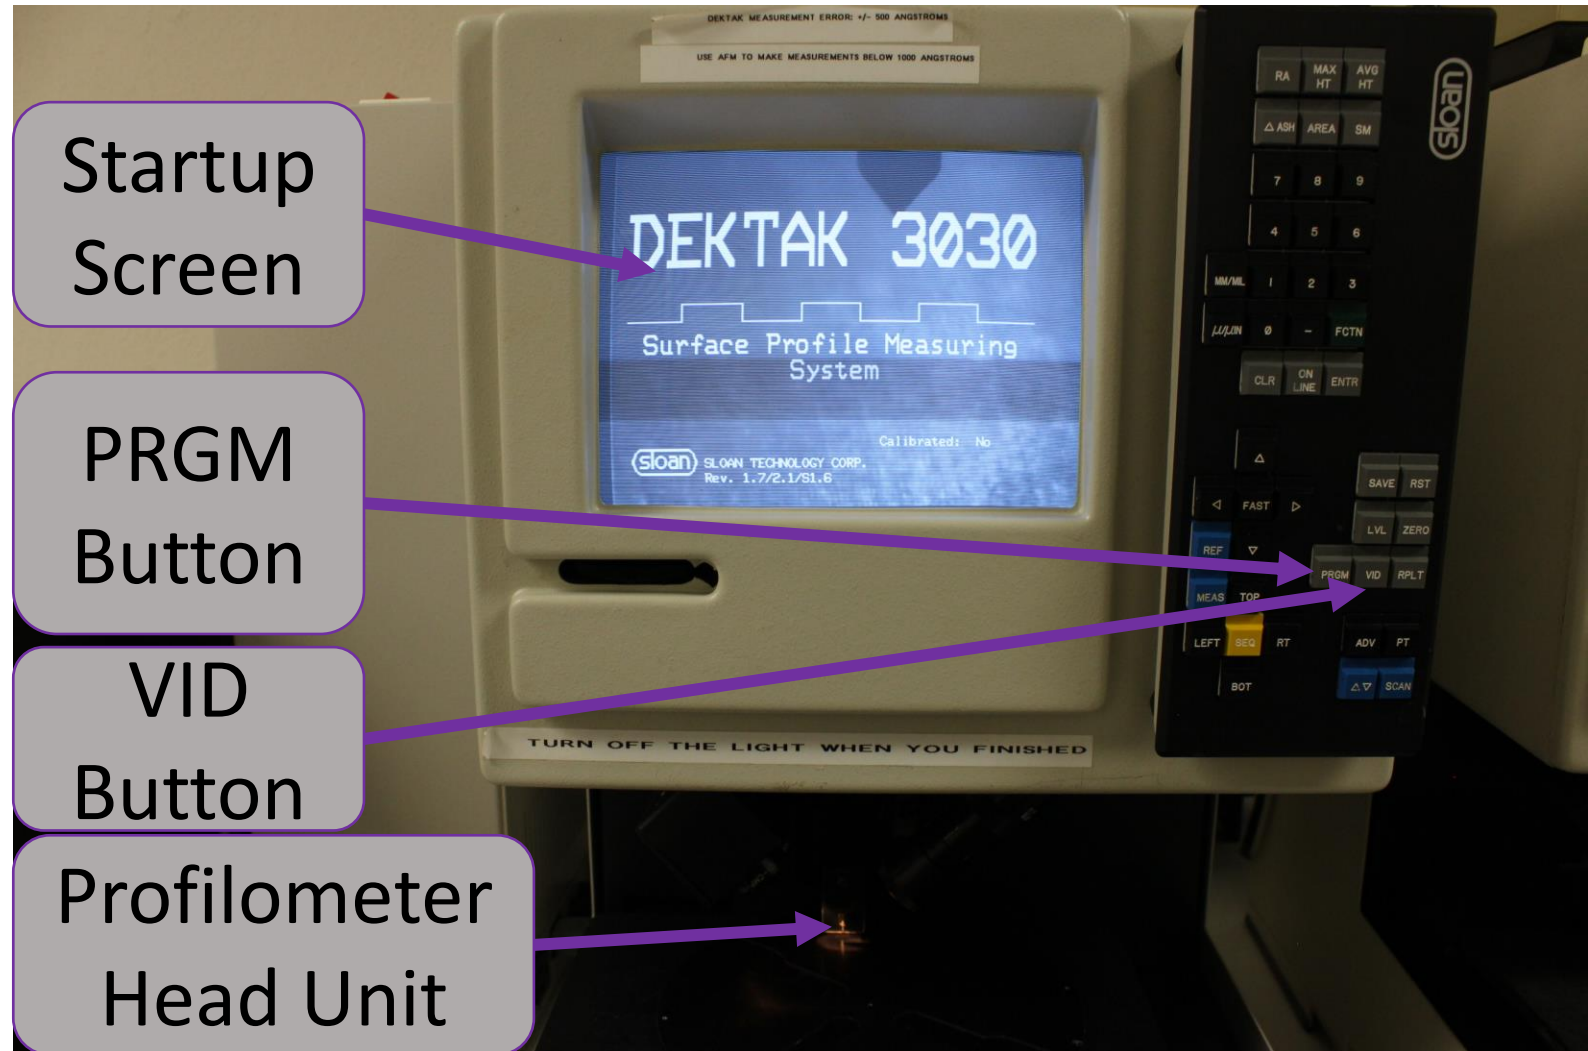 DEKTAK MEASUREMENT ERROR: +/- 500 ANGSTROMS
USE AFM TO MAKE MEASUREMENTS BELOW 1000 ANGSTROMS
Startup
Screen
PRGM
Button
VID
Button
Profilometer
Head Unit
DEKTAK 3030
Surface Profile Measuring
System
Calibrated: No
sloan SLOAN TECHNOLOGY CORP.
Rev. 1.7/2.1/S1.6
TURN OFF THE LIGHT WHEN YOU FINISHED
sloan
RA MAX HT AVG HT
△ ASH AREA SM
7 8 9
4 5 6
MM/MIL 1 2 3
μ/μIN 0 - FCTN
CLR ON LINE ENTR
△
◁ FAST ▷
REF ▽
MEAS TOP
LEFT SEQ RT
BOT
SAVE RST
LVL ZERO
PRGM VID RPLT
ADV PT
△▽ SCAN